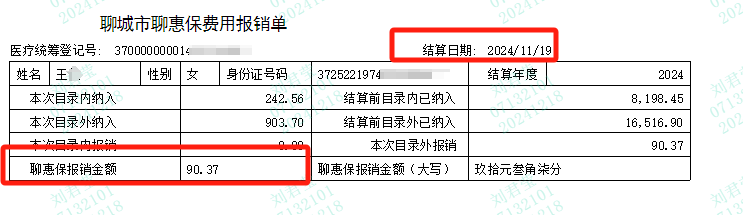 聊城市聊惠保费用报销单
医疗统筹登记号: 370000000014
结算日期: 2024/11/19
姓名 王 性别 女 身份证号码 3725221974 结算年度 2024
本次目录内纳入 242.56 结算前目录内已纳入 8,198.45
本次目录外纳入 903.70 结算前目录外已纳入 16,516.90
本次目录内报销 0.00 本次目录外报销 90.37
聊惠保报销金额 90.37 聊惠保报销金额（大写） 玖拾元叁角柒分
刘君生
07132101
20241218